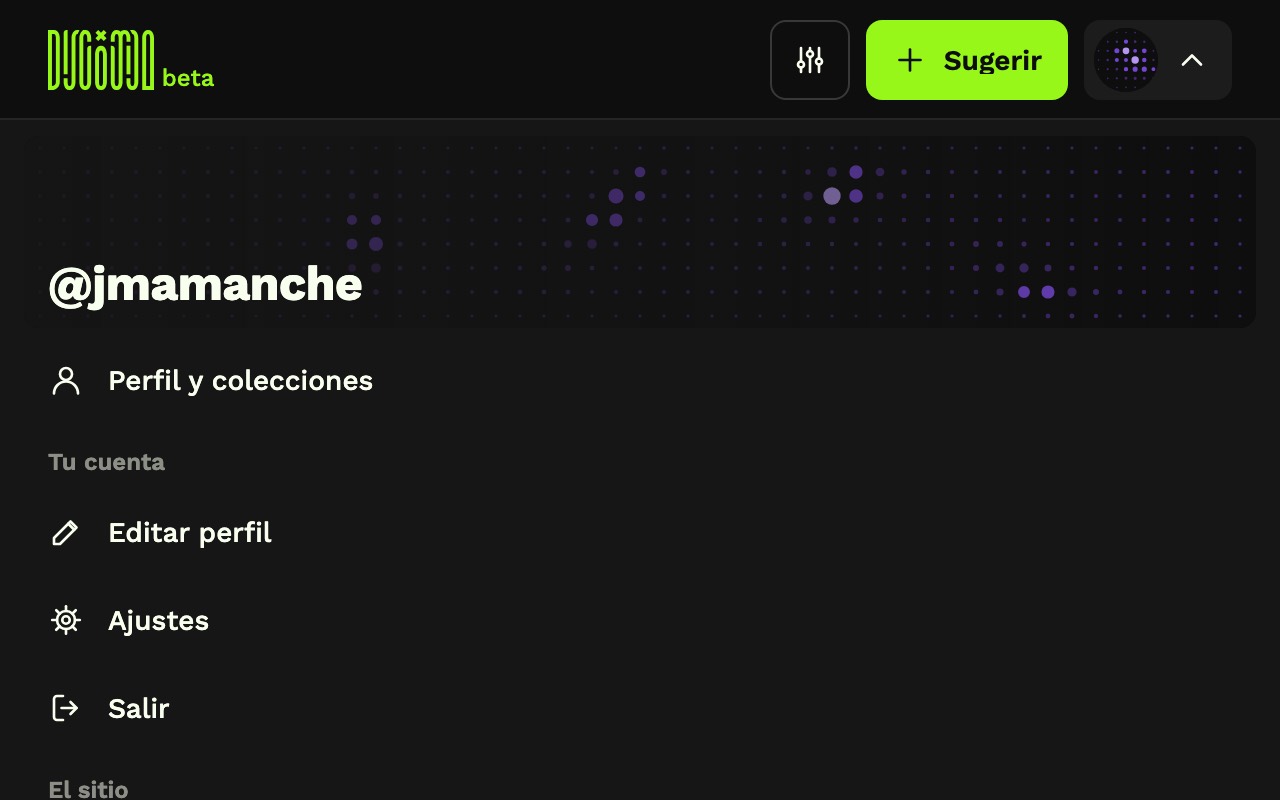 beta
Sugerir
@jmamanche
Perfil y colecciones
Tu cuenta
Editar perfil
Ajustes
Salir
El sitio